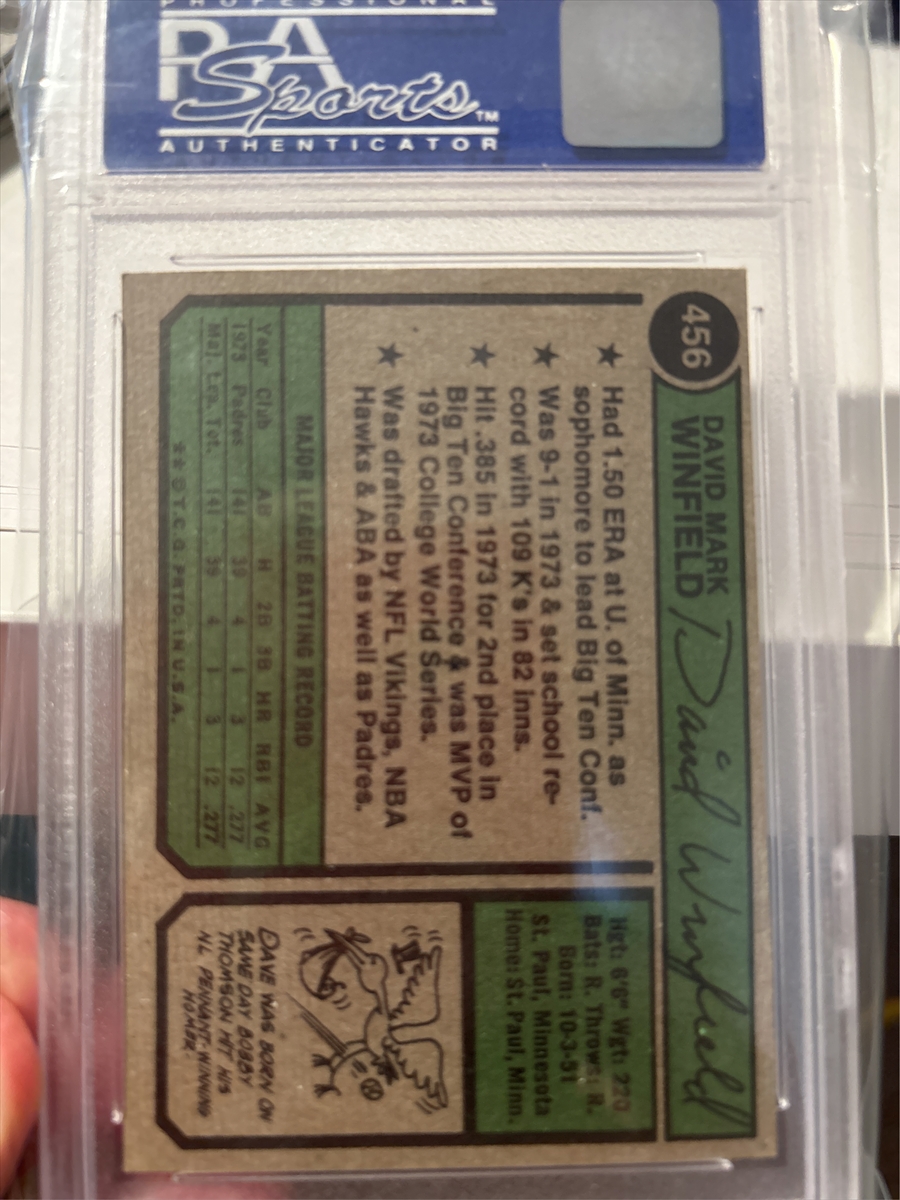 PROFESSIONAL
PSA
Sports™
AUTHENTICATOR
456
DAVID MARK
WINFIELD
David Winfield
★ Had 1.50 ERA at U. of Minn. as
sophomore to lead Big Ten Conf.
★ Was 9-1 in 1973 & set school re-
cord with 109 K's in 82 inns.
★ Hit .385 in 1973 for 2nd place in
Big Ten Conference & was MVP of
1973 College World Series.
★ Was drafted by NFL Vikings, NBA
Hawks & ABA as well as Padres.
MAJOR LEAGUE BATTING RECORD
Year Club AB H 2B 3B HR RBI AVG
1973 Padres 141 39 4 1 3 12 .277
Maj. Lea. Tot. 141 39 4 1 3 12 .277
★★ © T.C.G. PRTD. IN U.S.A.
Hgt: 6'6" Wgt: 220
Bats: R. Throws: R.
Born: 10-3-51
St. Paul, Minnesota
Home: St. Paul, Minn.
DAVE WAS BORN ON
SAME DAY BOBBY
THOMSON HIT HIS
NL PENNANT-WINNING
HOMER.